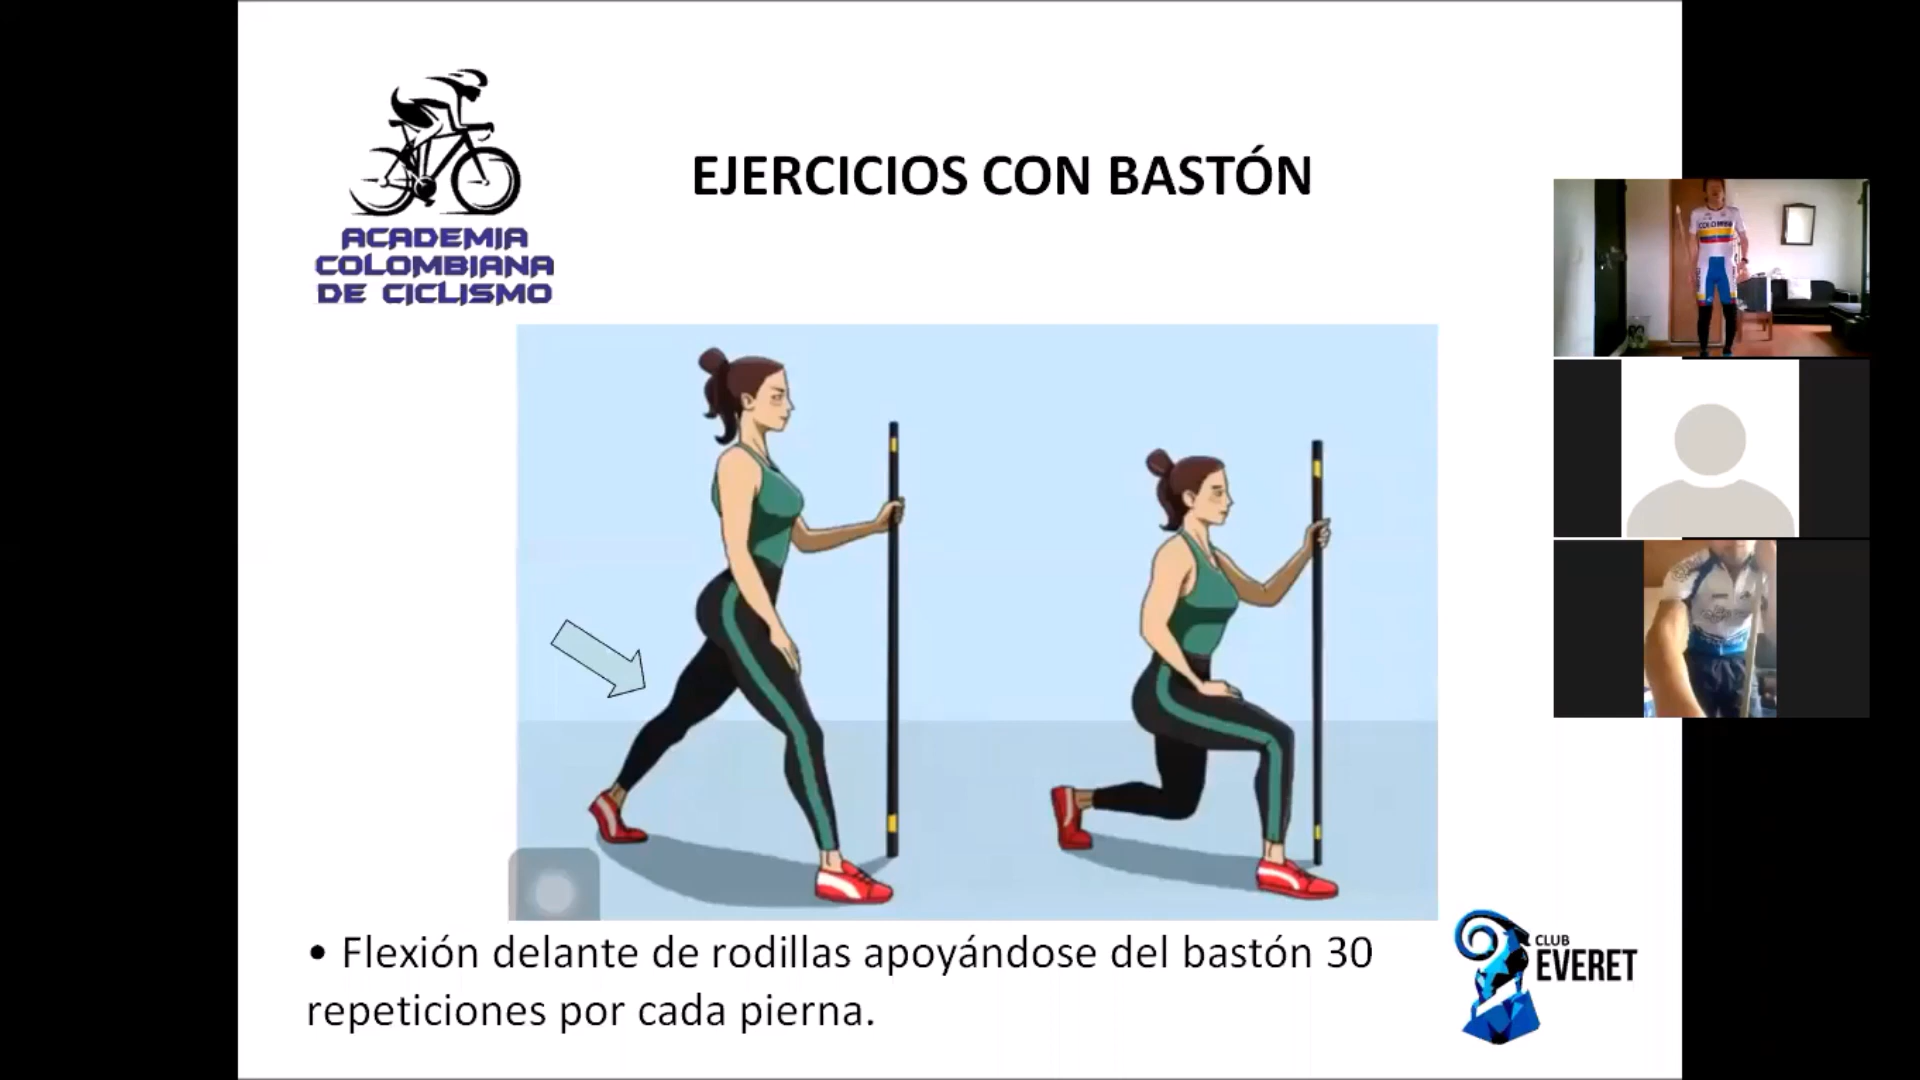 ACADEMIA
COLOMBIANA
DE CICLISMO
EJERCICIOS CON BASTÓN
COLOMBIA
• Flexión delante de rodillas apoyándose del bastón 30
repeticiones por cada pierna.
CLUB
EVERET